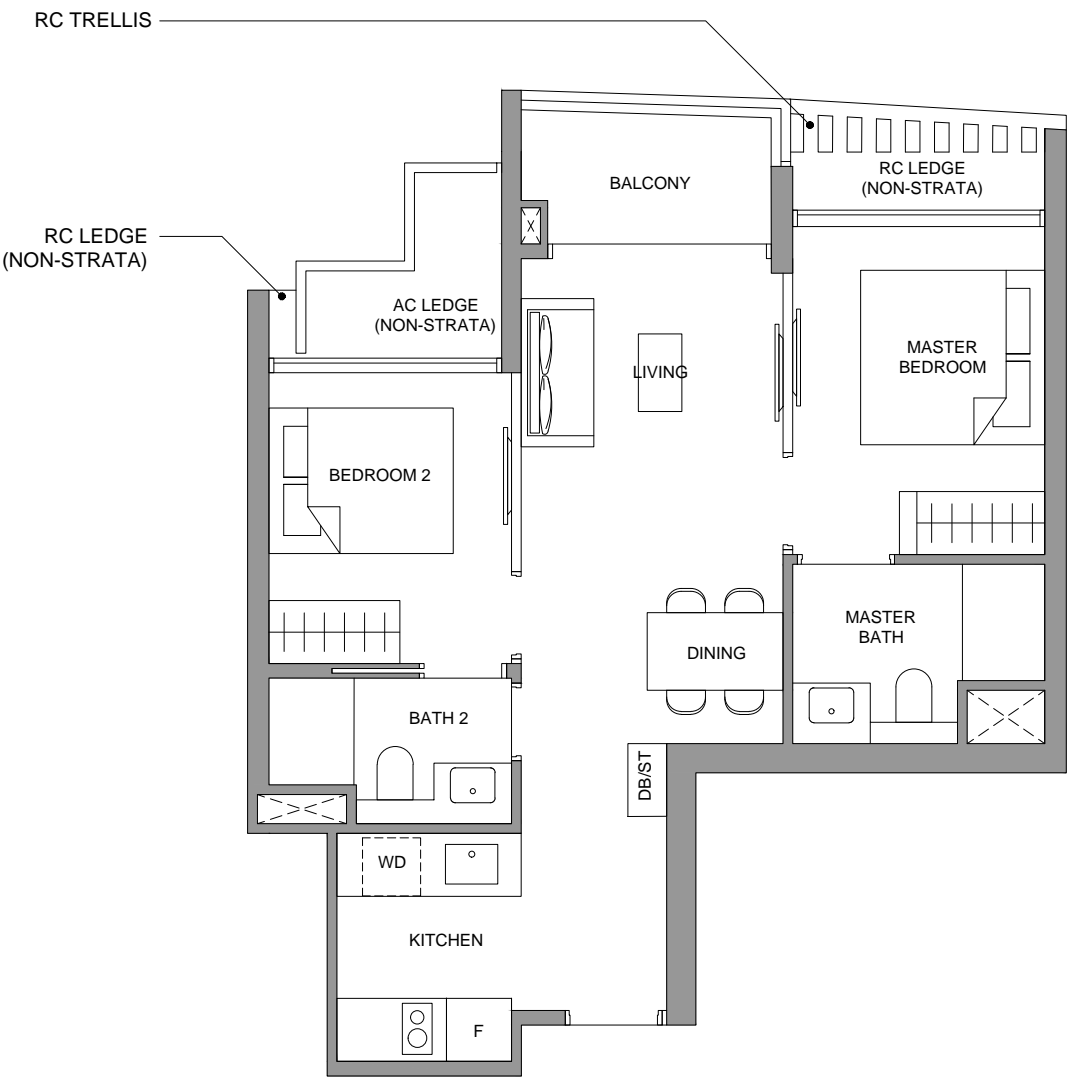 RC TRELLIS
RC LEDGE
(NON-STRATA)
BALCONY
RC LEDGE
(NON-STRATA)
AC LEDGE
(NON-STRATA)
LIVING
MASTER
BEDROOM
BEDROOM 2
MASTER
BATH
DINING
BATH 2
DB/ST
WD
KITCHEN
F